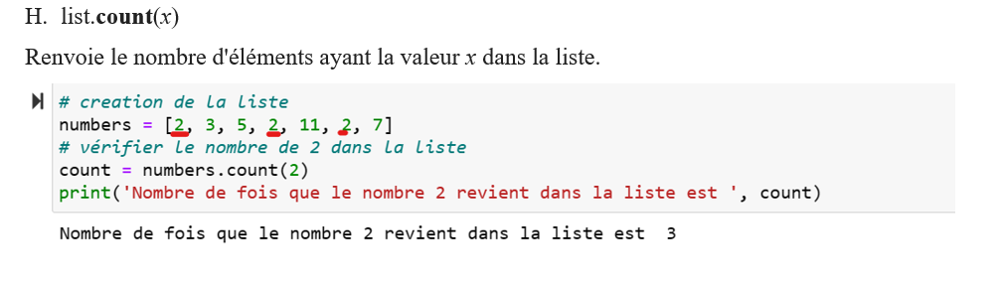 H. list.count(x)
Renvoie le nombre d'éléments ayant la valeur x dans la liste.
# creation de la liste
numbers = [2, 3, 5, 2, 11, 2, 7]
# vérifier le nombre de 2 dans la liste
count = numbers.count(2)
print('Nombre de fois que le nombre 2 revient dans la liste est ', count)
Nombre de fois que le nombre 2 revient dans la liste est  3